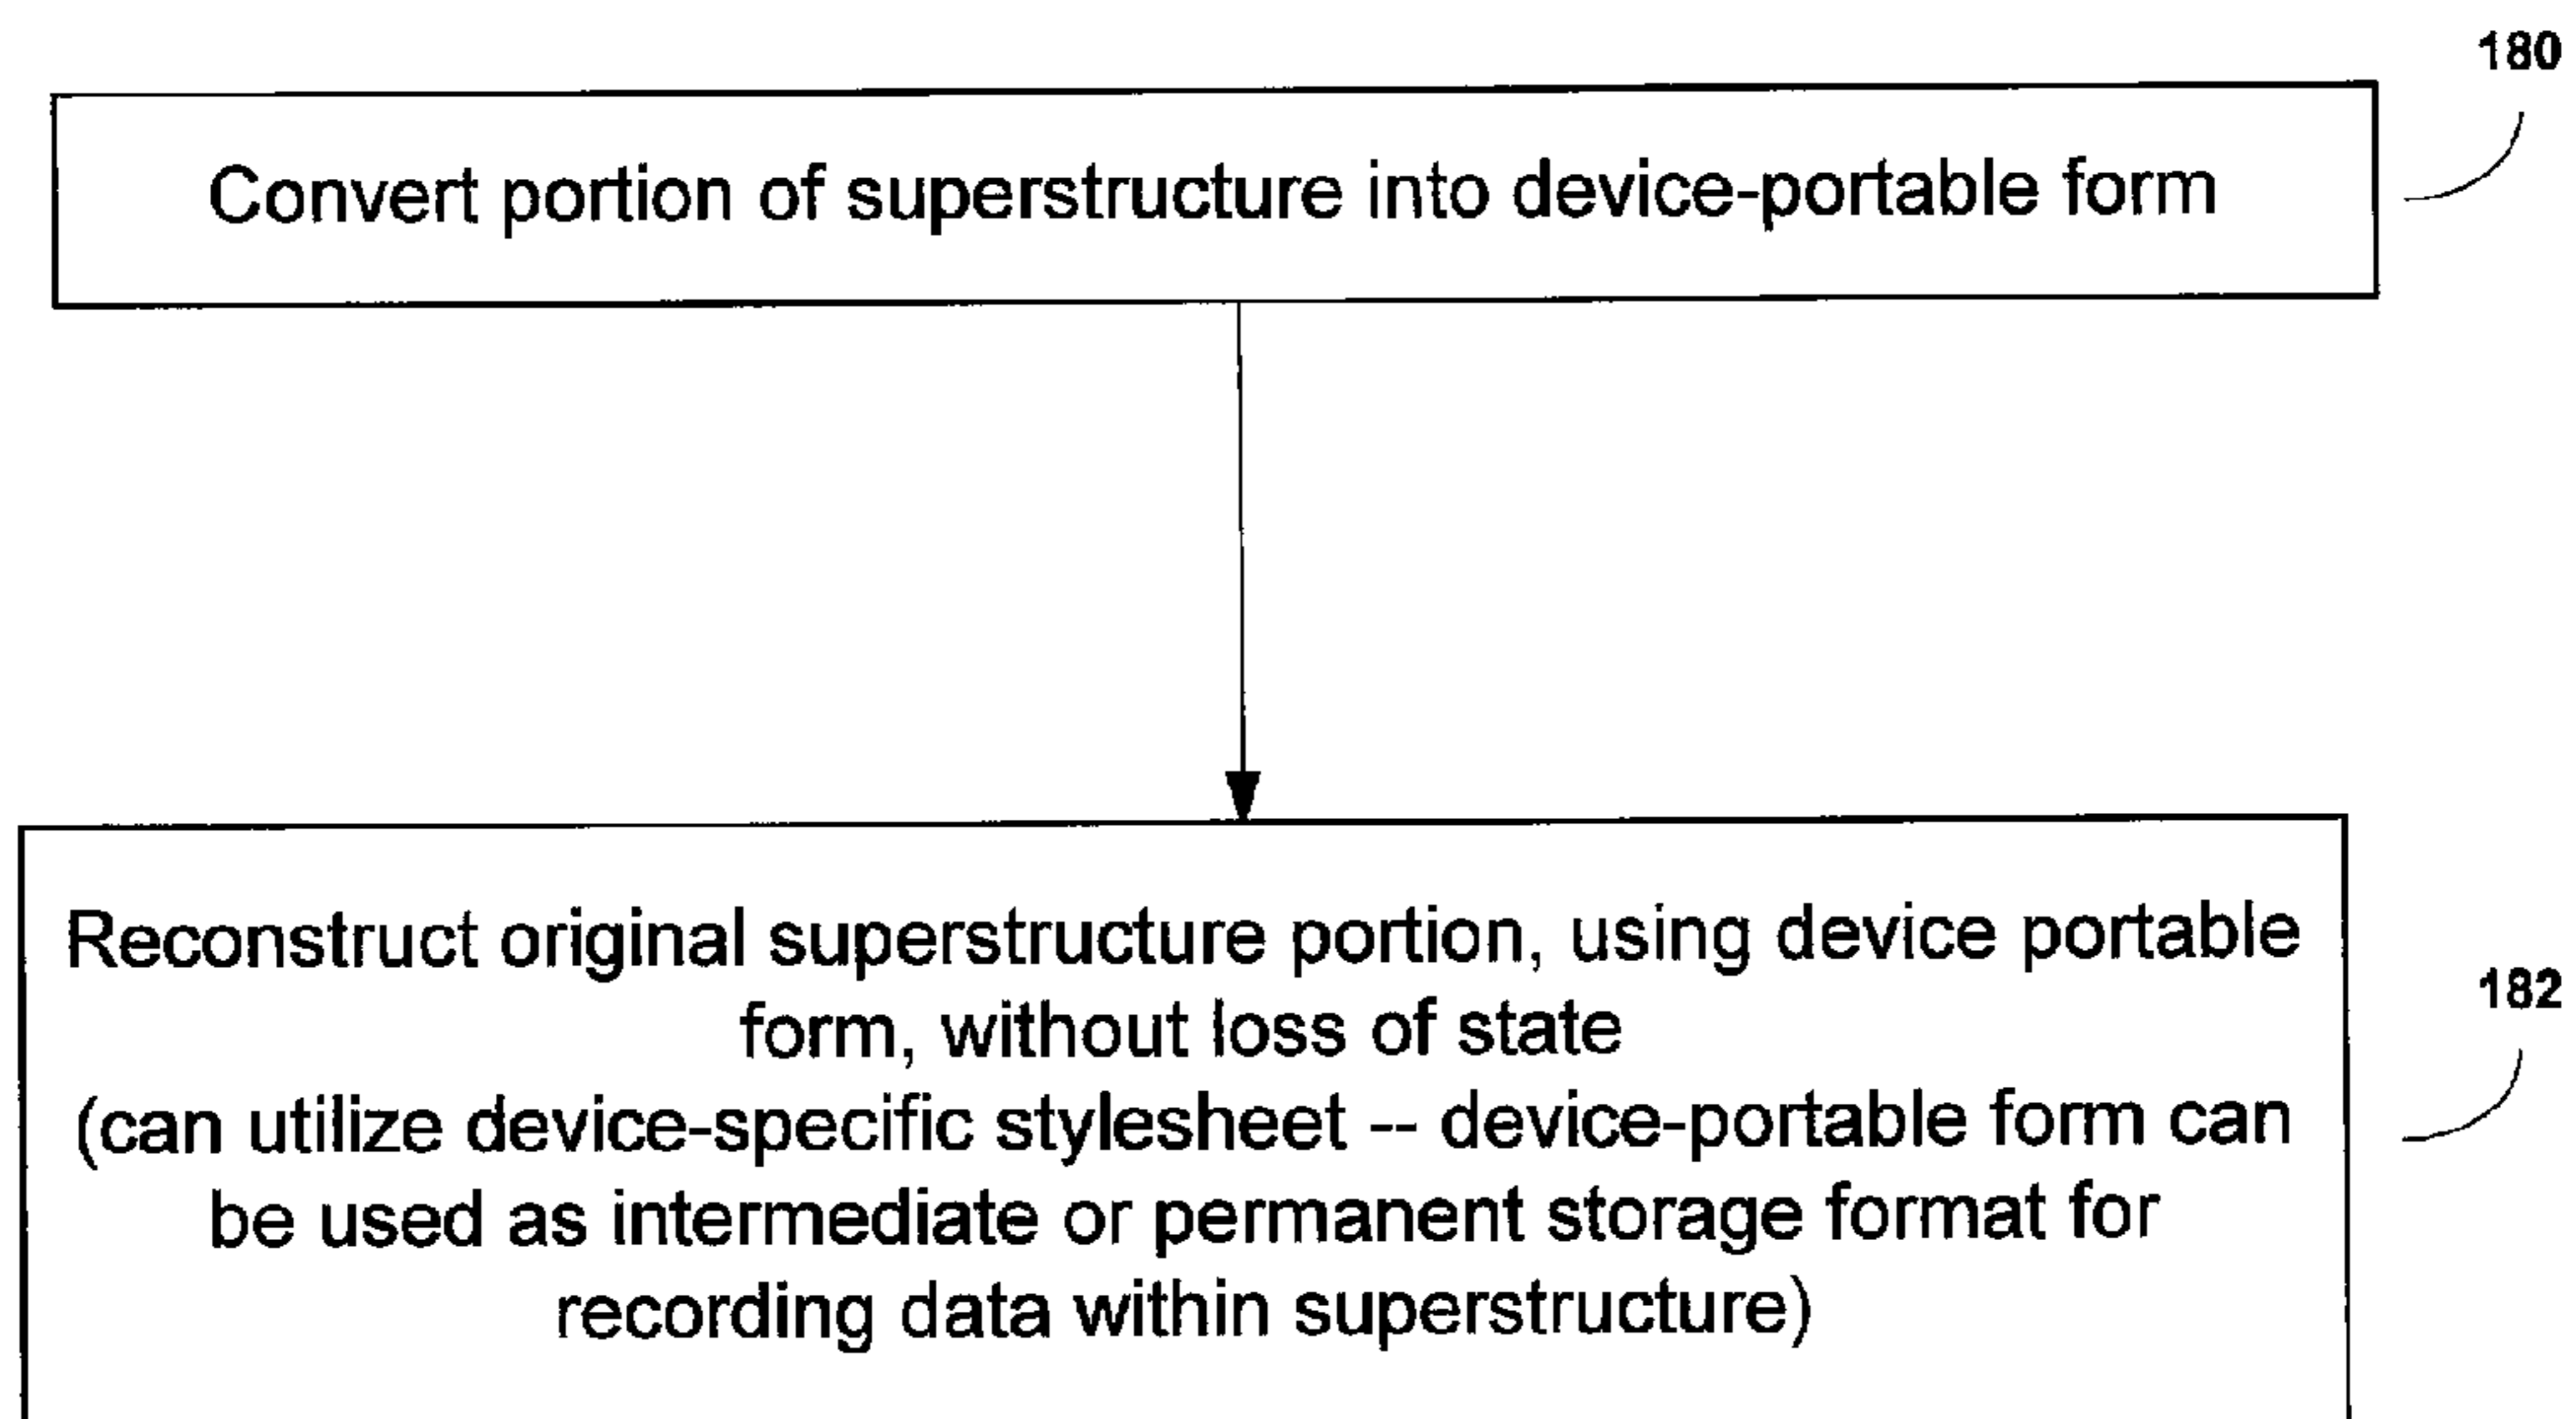 180
Convert portion of superstructure into device-portable form
Reconstruct original superstructure portion, using device portable
form, without loss of state
(can utilize device-specific stylesheet -- device-portable form can
be used as intermediate or permanent storage format for
recording data within superstructure)
182